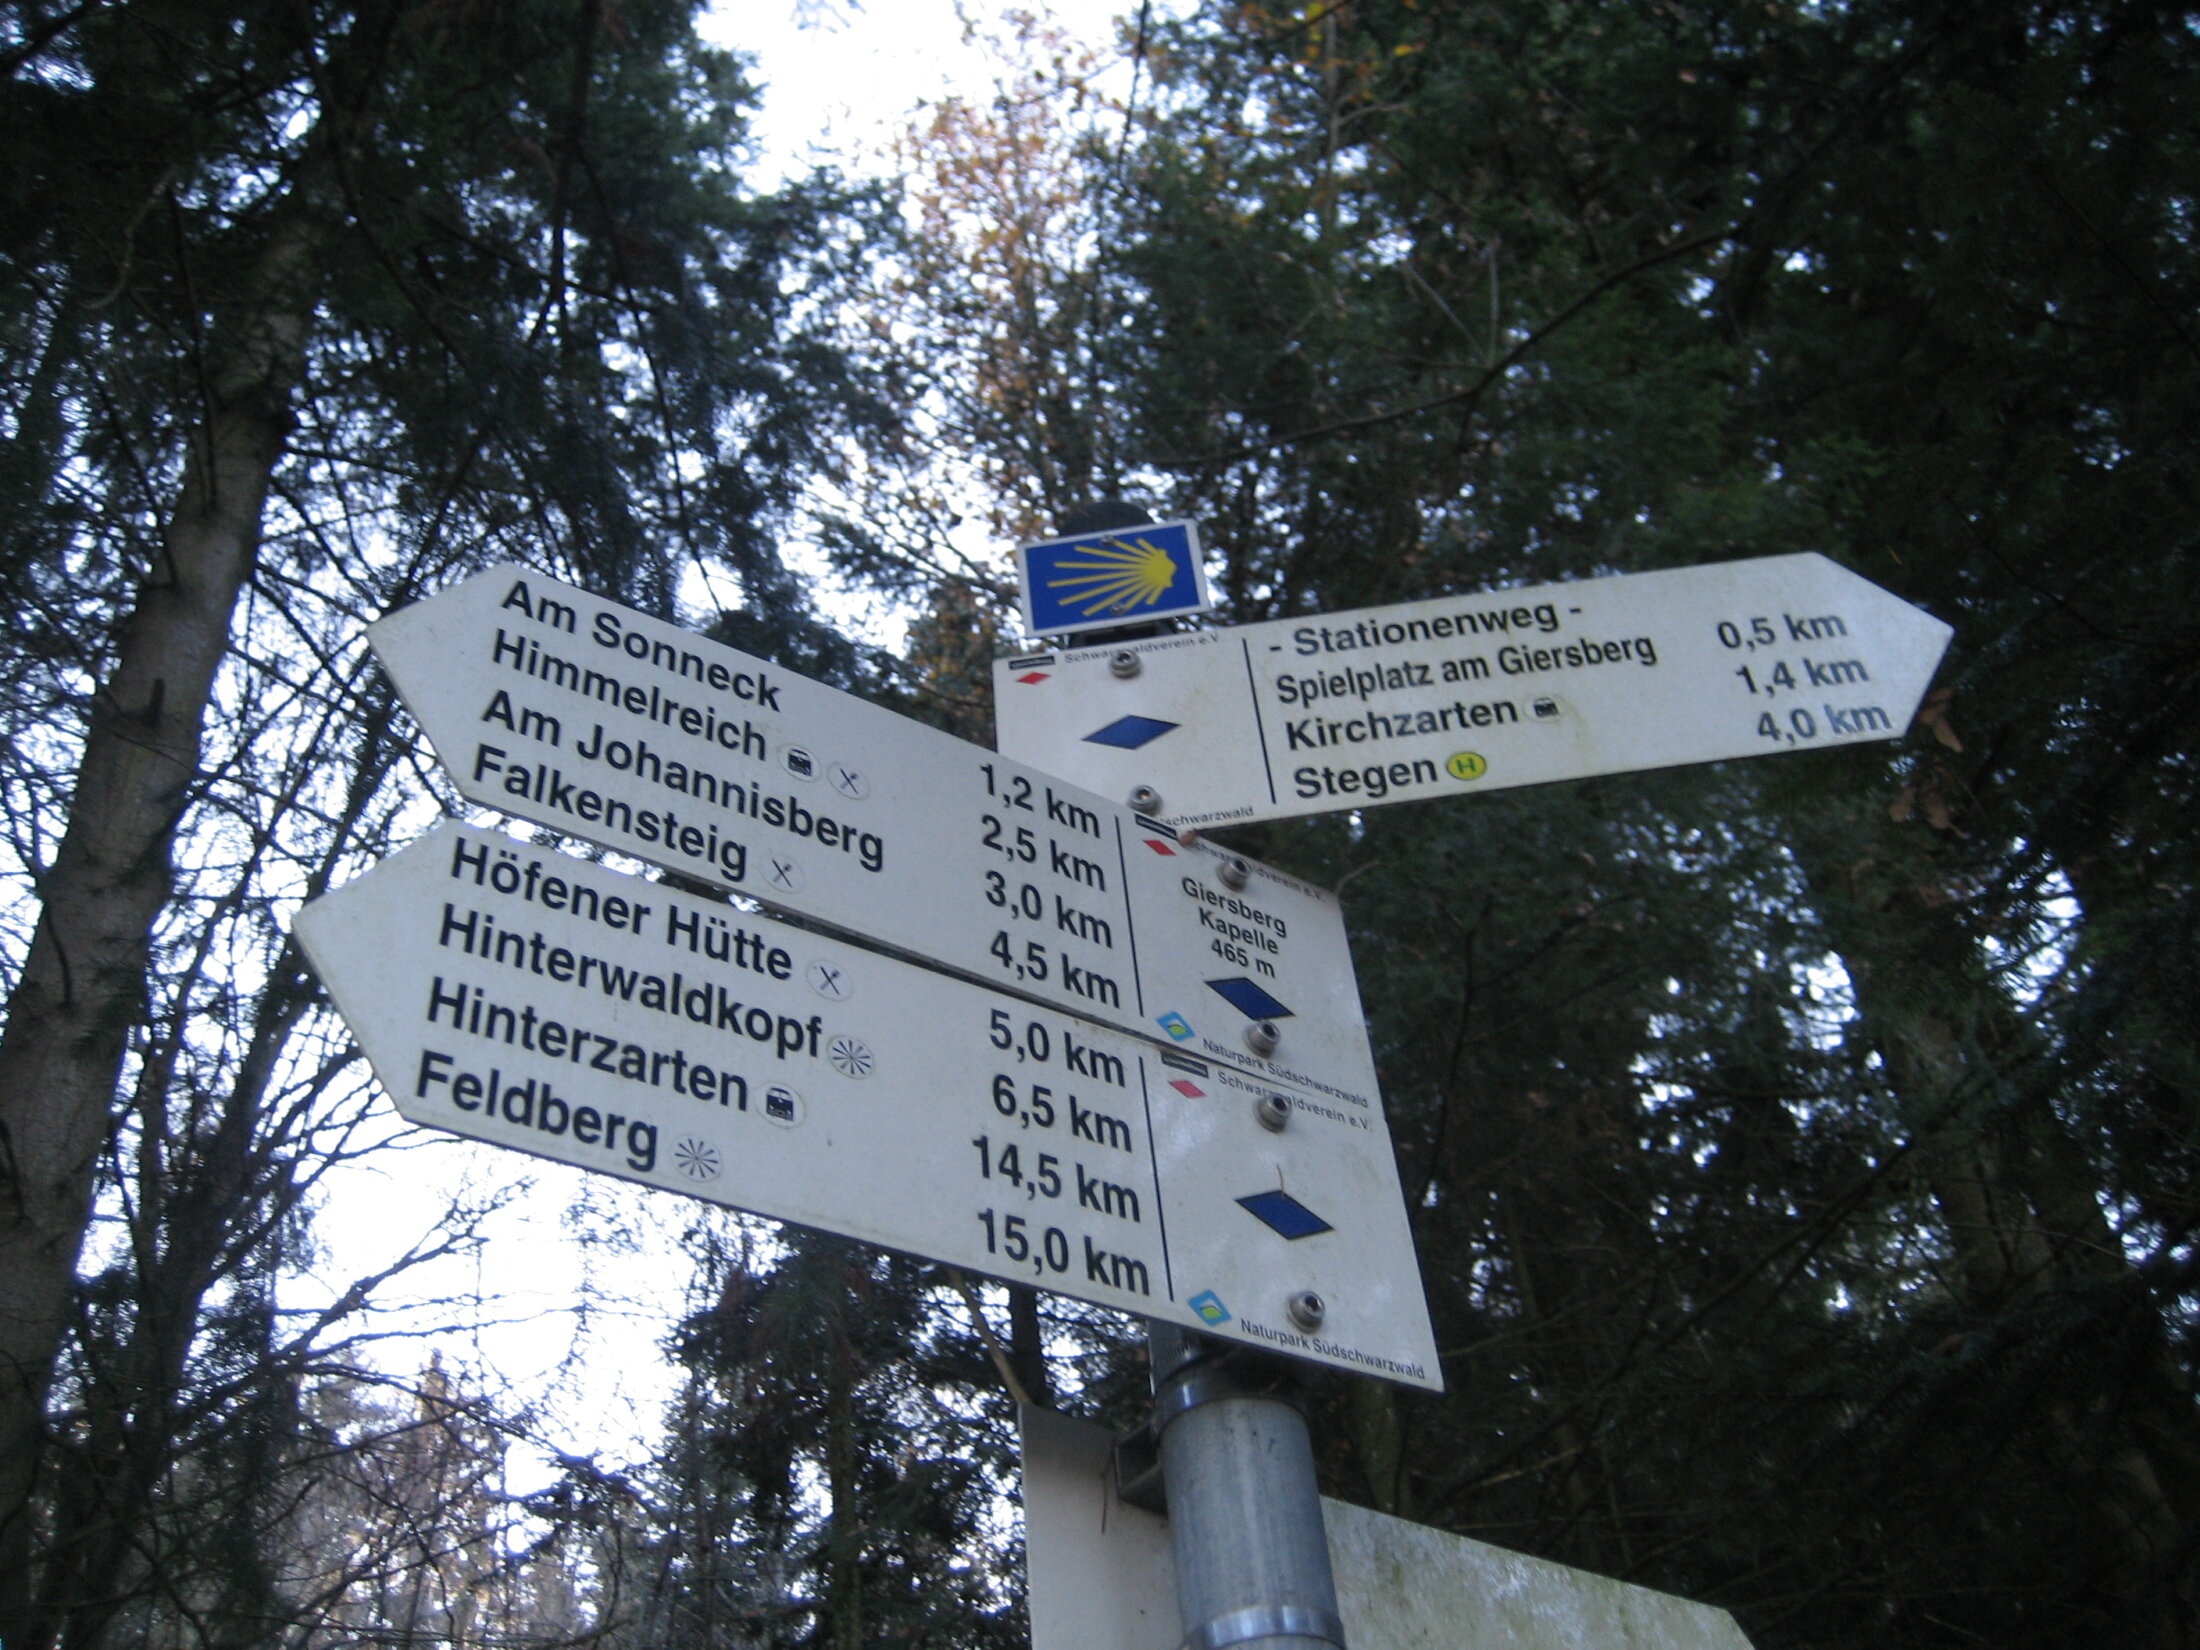 Schwarzwaldverein e.V.
- Stationenweg -
Spielplatz am Giersberg 0,5 km
Kirchzarten 1,4 km
Stegen H 4,0 km
Am Sonneck 1,2 km
Himmelreich 2,5 km
Am Johannisberg 3,0 km
Falkensteig 4,5 km
Schwarzwaldverein e.V.
Giersberg
Kapelle
465 m
Naturpark Südschwarzwald
Höfener Hütte 5,0 km
Hinterwaldkopf 6,5 km
Hinterzarten 14,5 km
Feldberg 15,0 km
Schwarzwaldverein e.V.
Naturpark Südschwarzwald